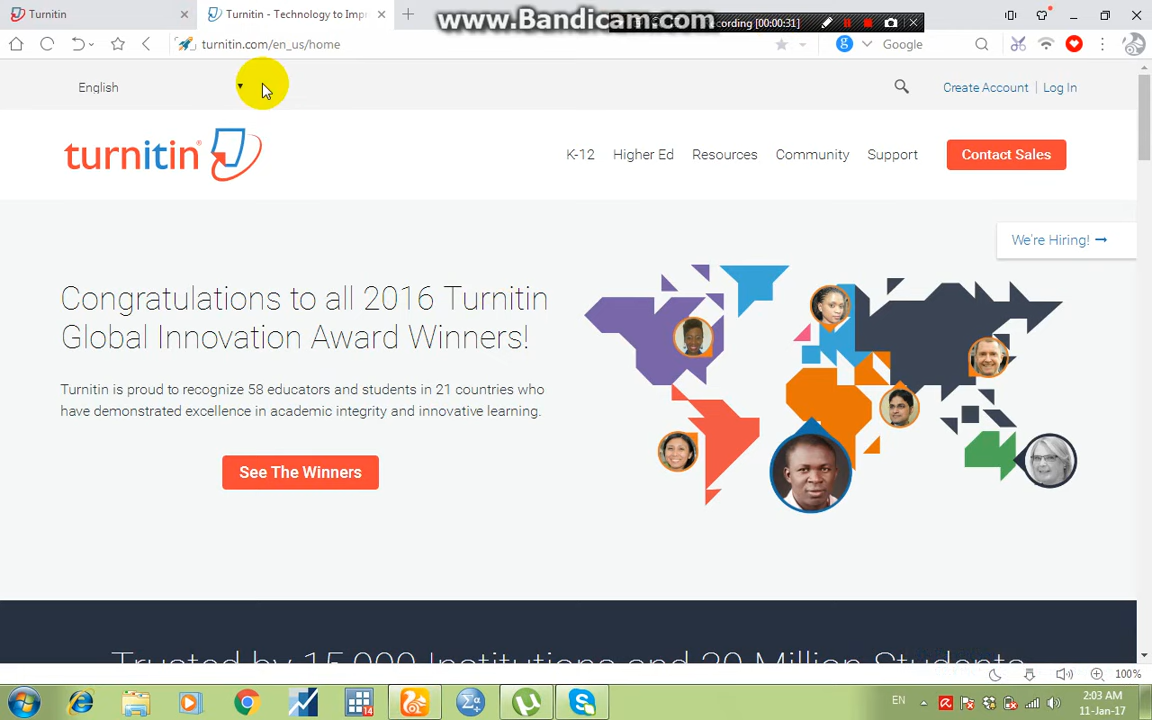 Turnitin
Turnitin - Technology to Impr
www.Bandicam.com
cording [00:00:31]
turnitin.com/en_us/home
Google
English
Create Account | Log In
turnitin
K-12 Higher Ed Resources Community Support
Contact Sales
We're Hiring!
Congratulations to all 2016 Turnitin
Global Innovation Award Winners!
Turnitin is proud to recognize 58 educators and students in 21 countries who
have demonstrated excellence in academic integrity and innovative learning.
See The Winners
Trusted by 15,000 Institutions and 30 Million Students
100%
EN
14
2:03 AM
11-Jan-17